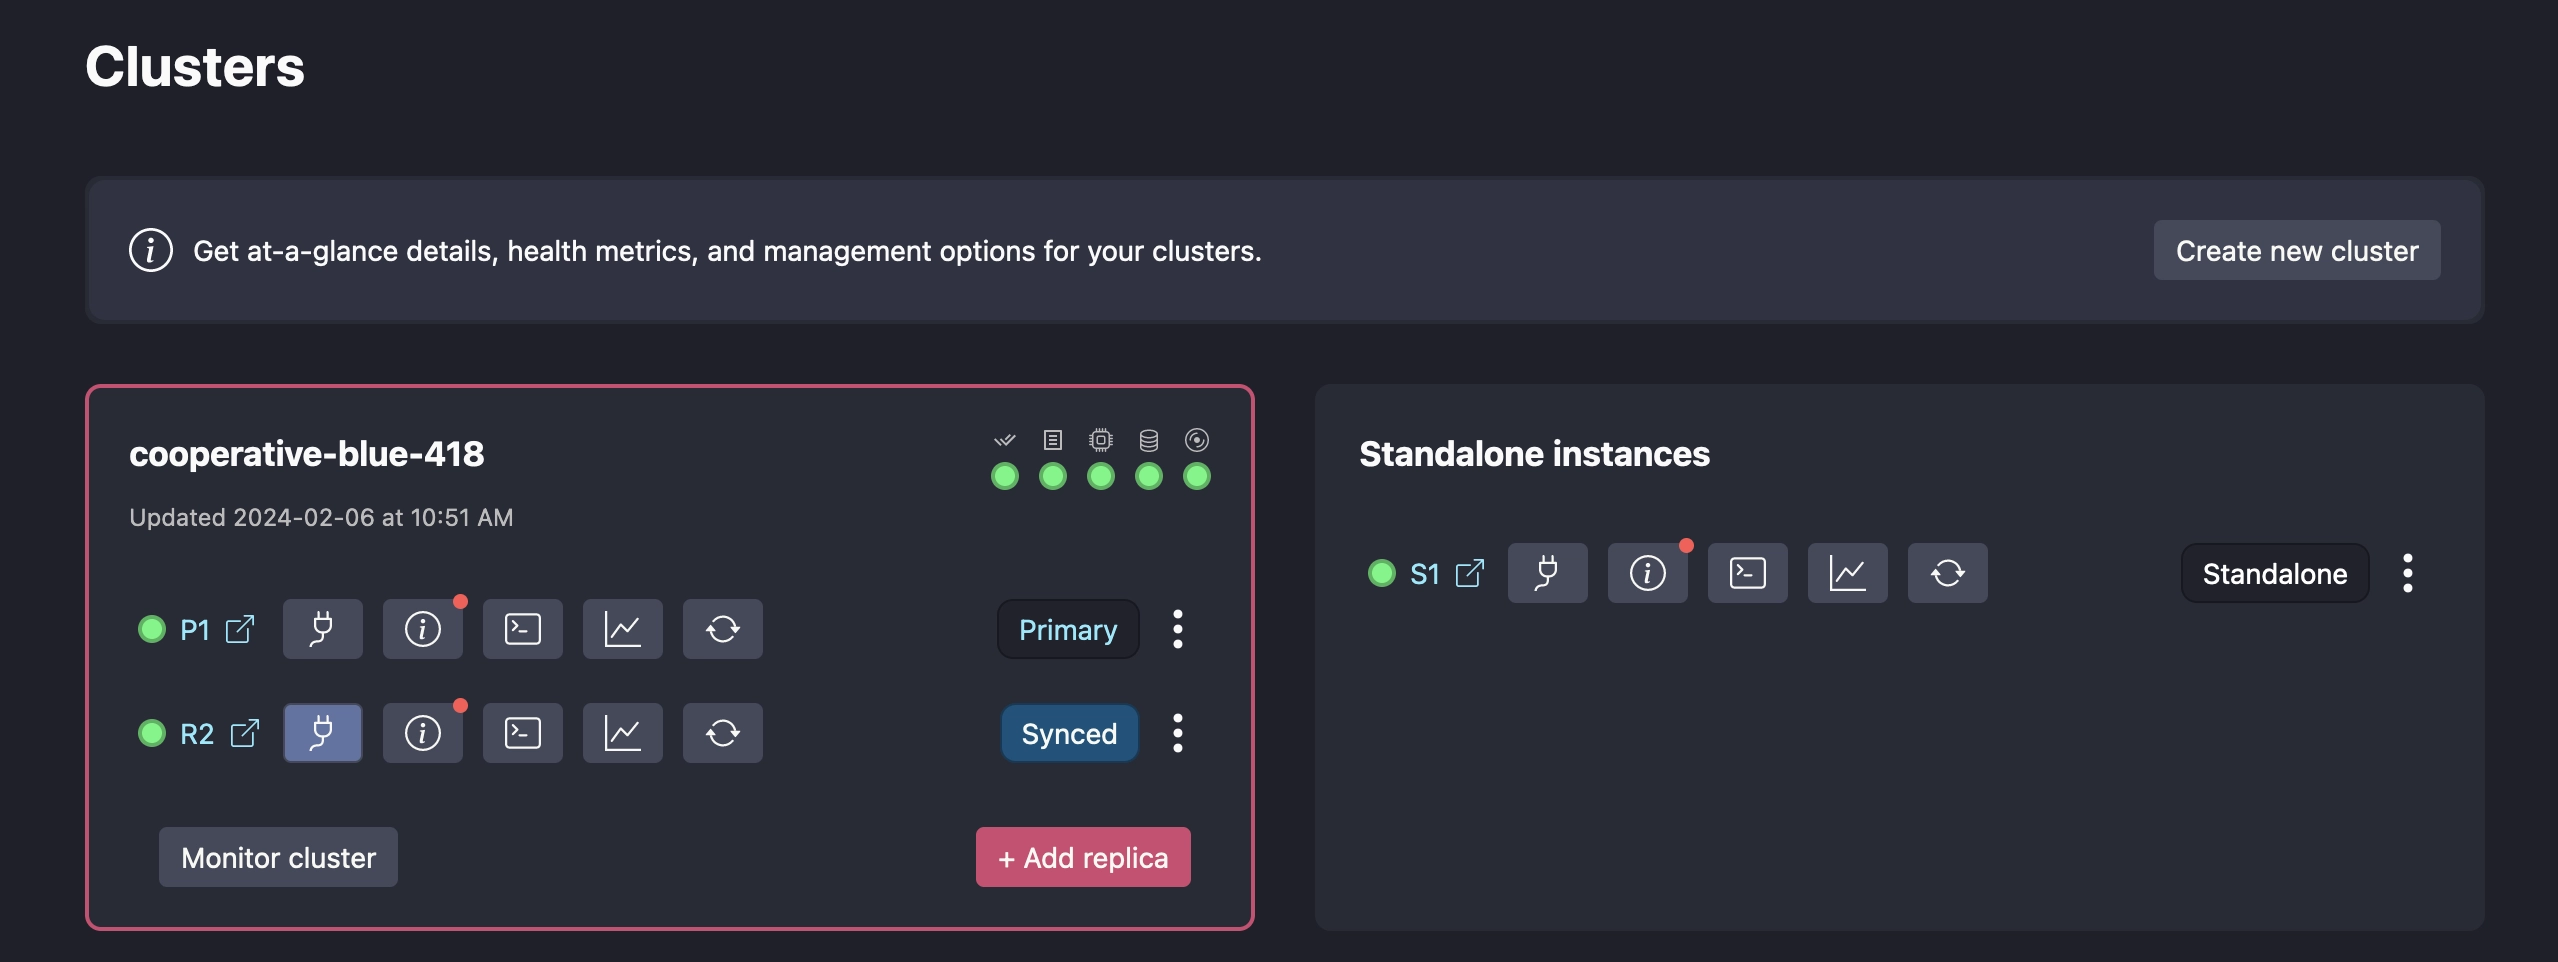 Clusters
Get at-a-glance details, health metrics, and management options for your clusters.
Create new cluster
cooperative-blue-418
Updated 2024-02-06 at 10:51 AM
P1
Primary
R2
Synced
Monitor cluster
+ Add replica
Standalone instances
S1
Standalone